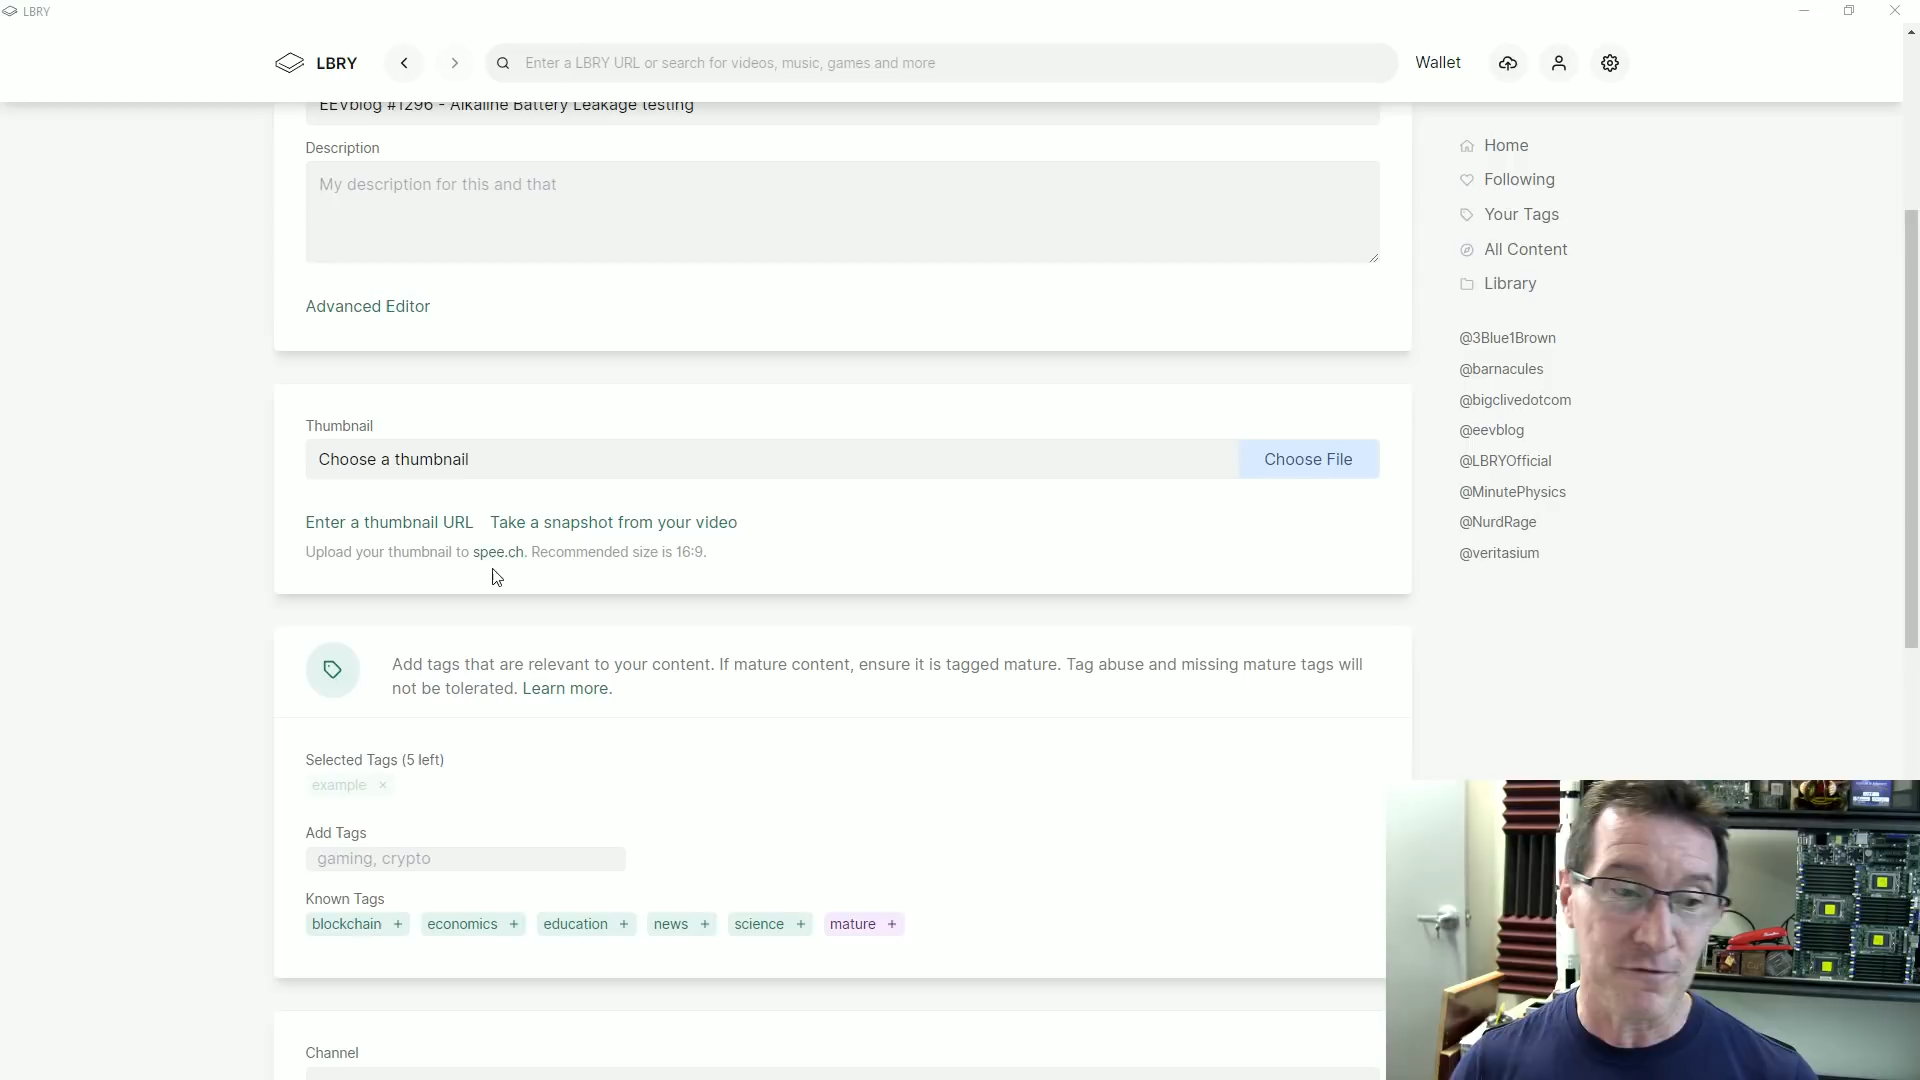 LBRY
LBRY
Enter a LBRY URL or search for videos, music, games and more
Wallet
EEVblog #1296 - Alkaline Battery Leakage testing
Description
My description for this and that
Advanced Editor
Thumbnail
Choose a thumbnail
Choose File
Enter a thumbnail URL Take a snapshot from your video
Upload your thumbnail to spee.ch. Recommended size is 16:9.
Add tags that are relevant to your content. If mature content, ensure it is tagged mature. Tag abuse and missing mature tags will
not be tolerated. Learn more.
Selected Tags (5 left)
example ×
Add Tags
gaming, crypto
Known Tags
blockchain + economics + education + news + science + mature +
Channel
Home
Following
Your Tags
All Content
Library
@3Blue1Brown
@barnacules
@bigclivedotcom
@eevblog
@LBRYOfficial
@MinutePhysics
@NurdRage
@veritasium